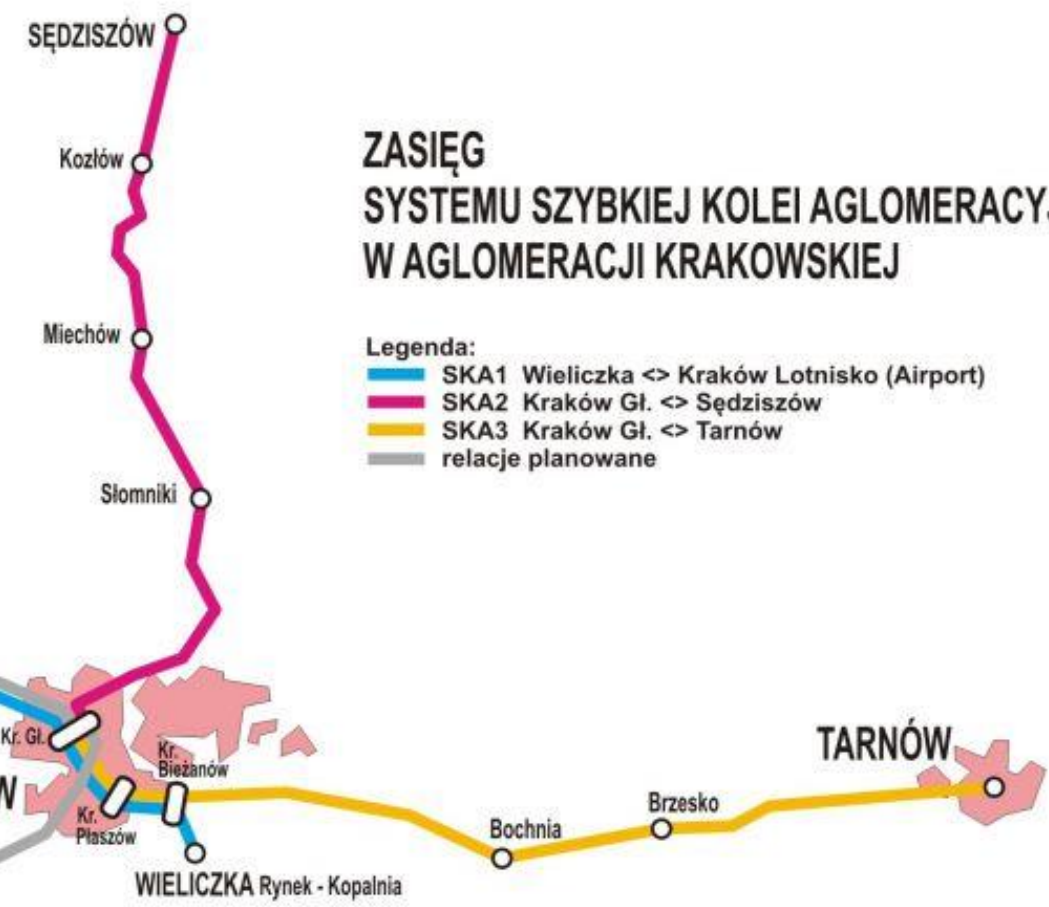 SĘDZISZÓW
Kozłów
ZASIĘG
SYSTEMU SZYBKIEJ KOLEI AGLOMERACYJ
W AGLOMERACJI KRAKOWSKIEJ
Miechów
Legenda:
SKA1 Wieliczka <> Kraków Lotnisko (Airport)
SKA2 Kraków Gł. <> Sędziszów
SKA3 Kraków Gł. <> Tarnów
relacje planowane
Słomniki
Kr. Gł.
Kr.
Bieżanów
TARNÓW
W
Kr.
Płaszów
Bochnia
Brzesko
WIELICZKA Rynek - Kopalnia